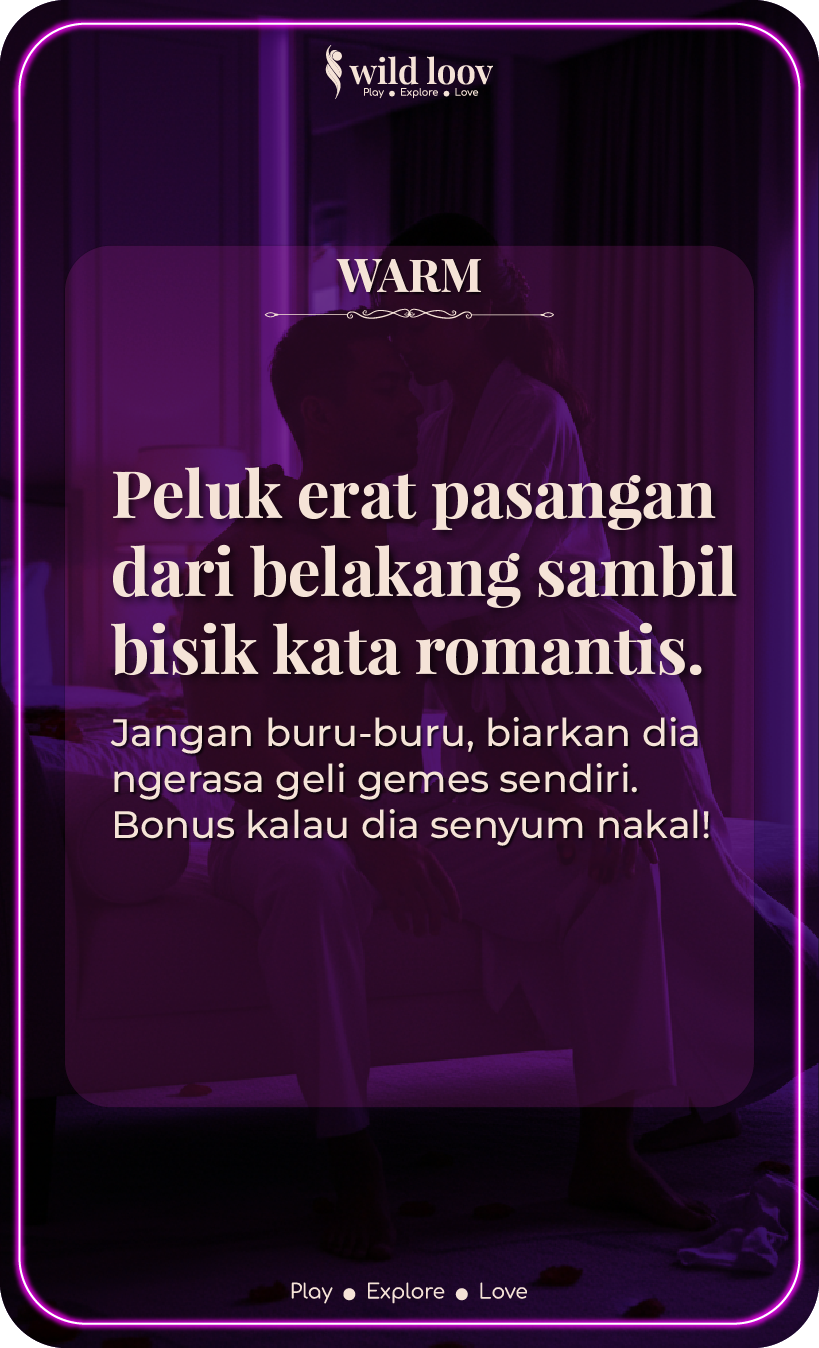 wild loov
Play ● Explore ● Love
WARM
Peluk erat pasangan
dari belakang sambil
bisik kata romantis.
Jangan buru-buru, biarkan dia
ngerasa geli gemes sendiri.
Bonus kalau dia senyum nakal!
Play ● Explore ● Love